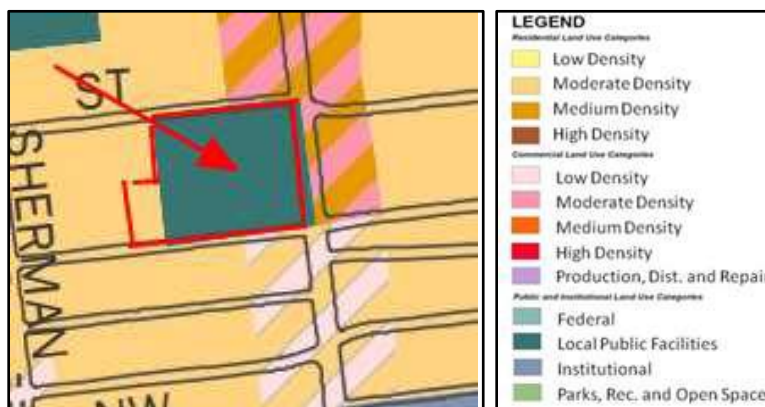 ST
SHERMAN
NW
LEGEND
Residential Land Use Categories
Low Density
Moderate Density
Medium Density
High Density
Commercial Land Use Categories
Low Density
Moderate Density
Medium Density
High Density
Production, Dist. and Repair
Public and Institutional Land Use Categories
Federal
Local Public Facilities
Institutional
Parks, Rec. and Open Space